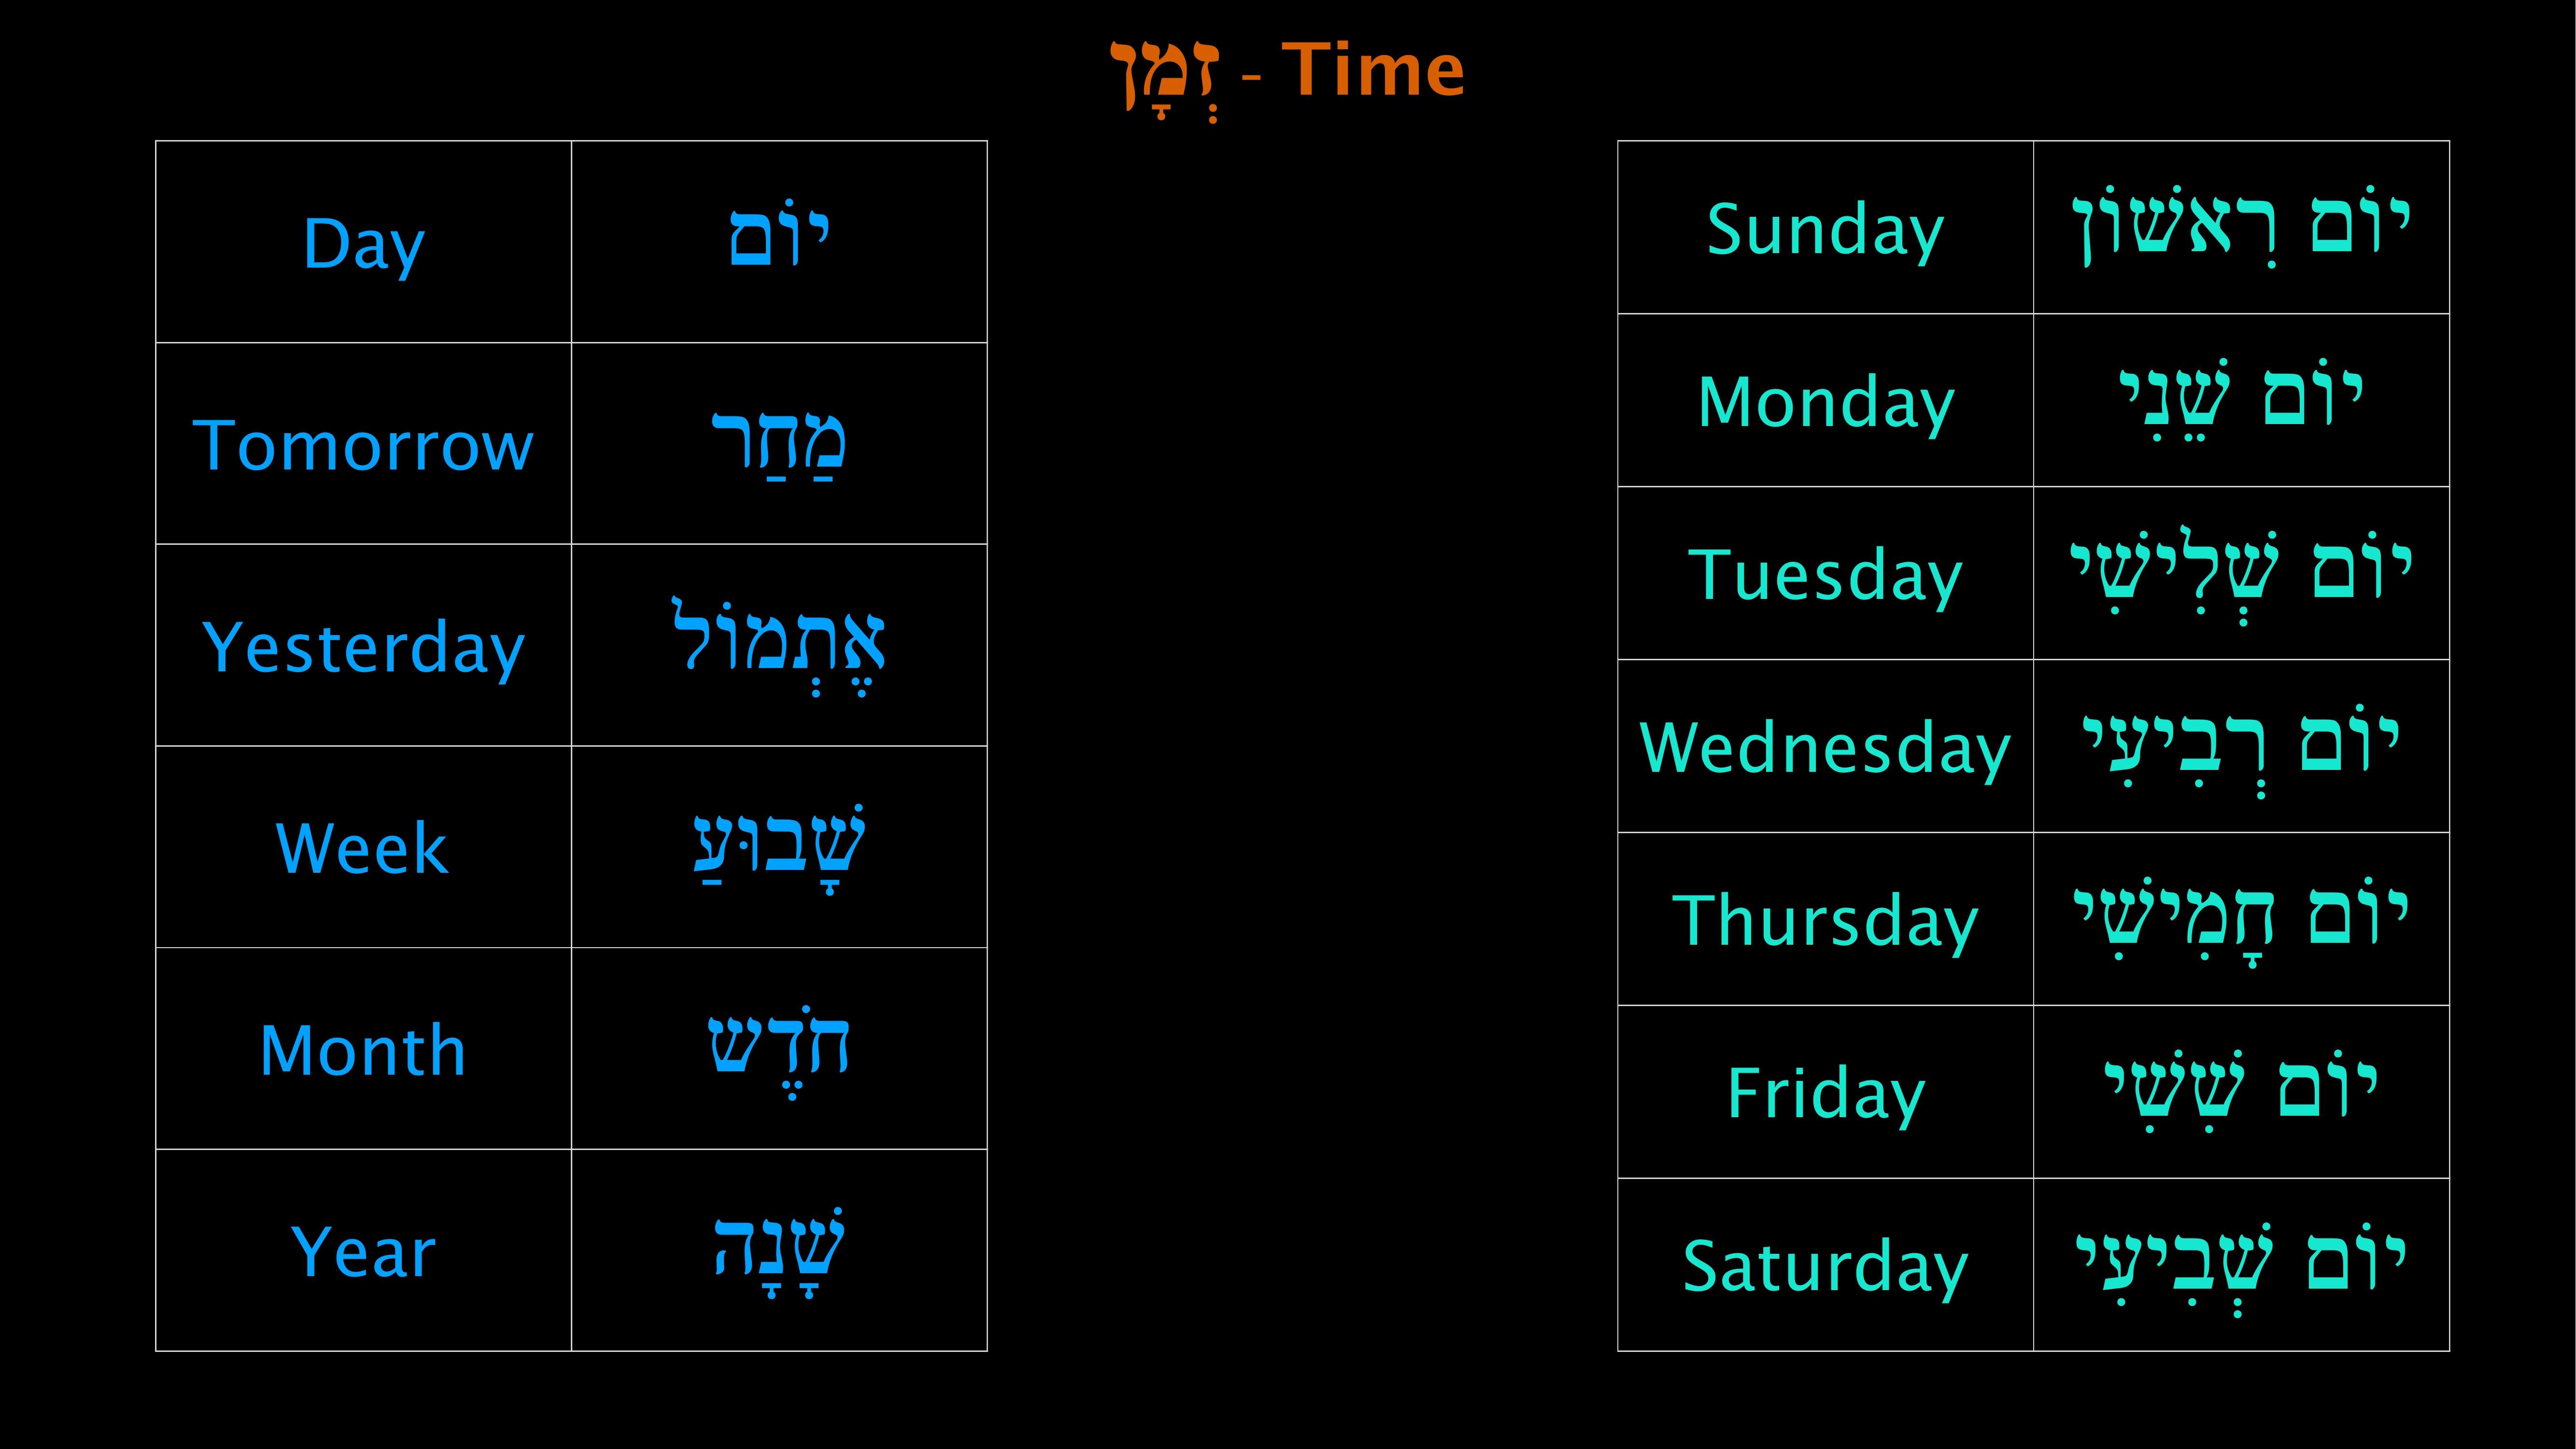 זְמָן - Time
Day יוֹם
Tomorrow מַחַר
Yesterday אֶתְמוֹל
Week שָׁבוּעַ
Month חֹדֶשׁ
Year שָׁנָה
Sunday יוֹם רִאשׁוֹן
Monday יוֹם שֵׁנִי
Tuesday יוֹם שְׁלִישִׁי
Wednesday יוֹם רְבִיעִי
Thursday יוֹם חָמִישִׁי
Friday יוֹם שִׁשִׁי
Saturday יוֹם שְׁבִיעִי